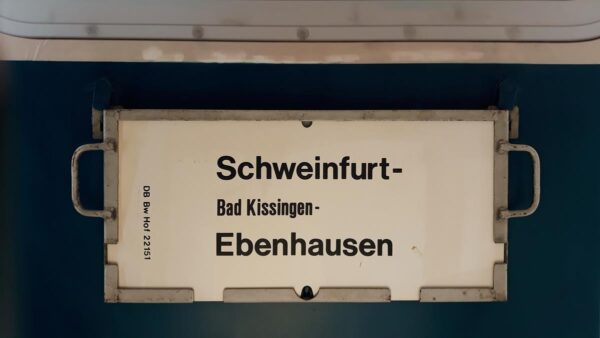 Schweinfurt-
Bad Kissingen-
Ebenhausen
DB Bw Hof 22151